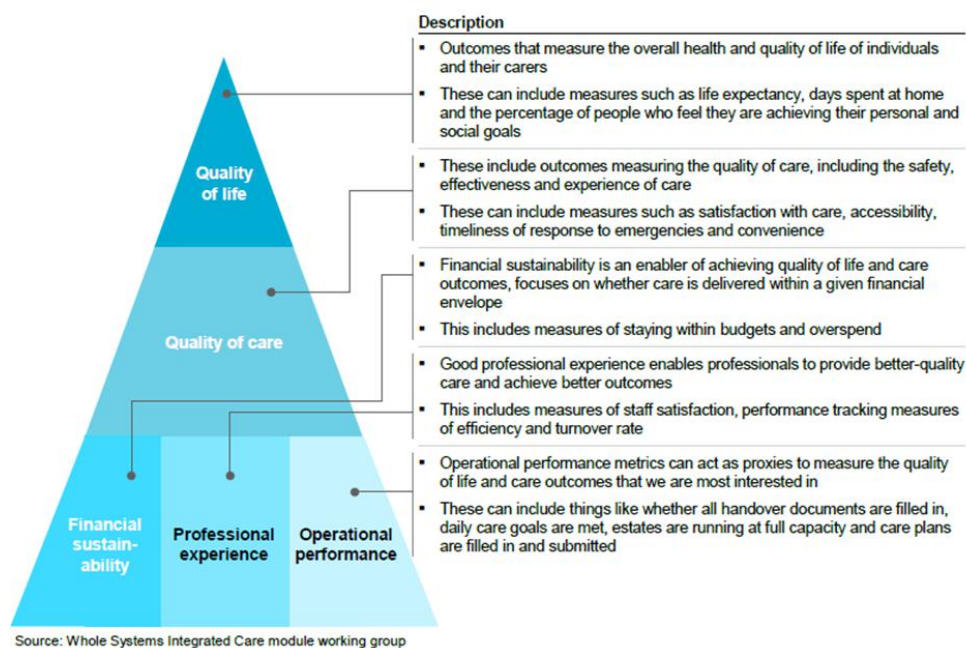 Description
▪ Outcomes that measure the overall health and quality of life of individuals
and their carers
▪ These can include measures such as life expectancy, days spent at home
and the percentage of people who feel they are achieving their personal and
social goals
Quality
of life
▪ These include outcomes measuring the quality of care, including the safety,
effectiveness and experience of care
▪ These can include measures such as satisfaction with care, accessibility,
timeliness of response to emergencies and convenience
Quality of care
▪ Financial sustainability is an enabler of achieving quality of life and care
outcomes, focuses on whether care is delivered within a given financial
envelope
▪ This includes measures of staying within budgets and overspend
▪ Good professional experience enables professionals to provide better-quality
care and achieve better outcomes
▪ This includes measures of staff satisfaction, performance tracking measures
of efficiency and turnover rate
▪ Operational performance metrics can act as proxies to measure the quality
of life and care outcomes that we are most interested in
▪ These can include things like whether all handover documents are filled in,
daily care goals are met, estates are running at full capacity and care plans
are filled in and submitted
Financial
sustain-
ability
Professional
experience
Operational
performance
Source: Whole Systems Integrated Care module working group